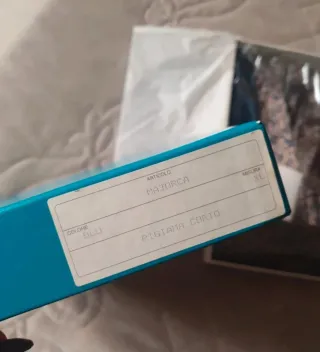 ARTICOLO
MAJORCA
MISURA
COLORE
BLU
PIGIAMA CORTO